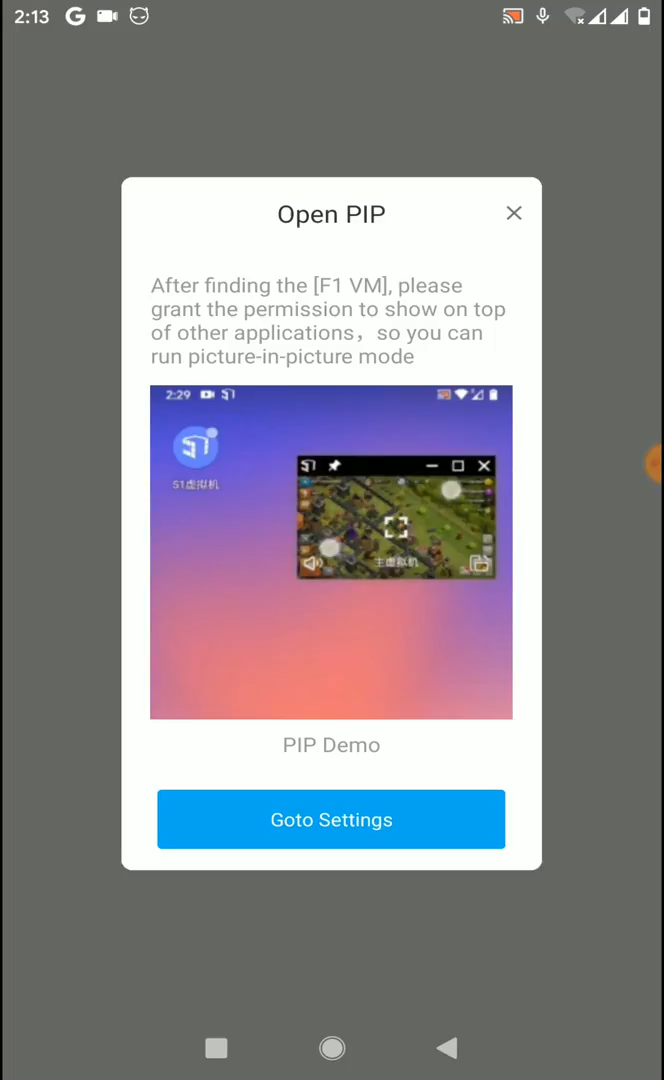 2:13
Open PIP
After finding the [F1 VM], please
grant the permission to show on top
of other applications，so you can
run picture-in-picture mode
2:29
S1虚拟机
主虚拟机
PIP Demo
Goto Settings